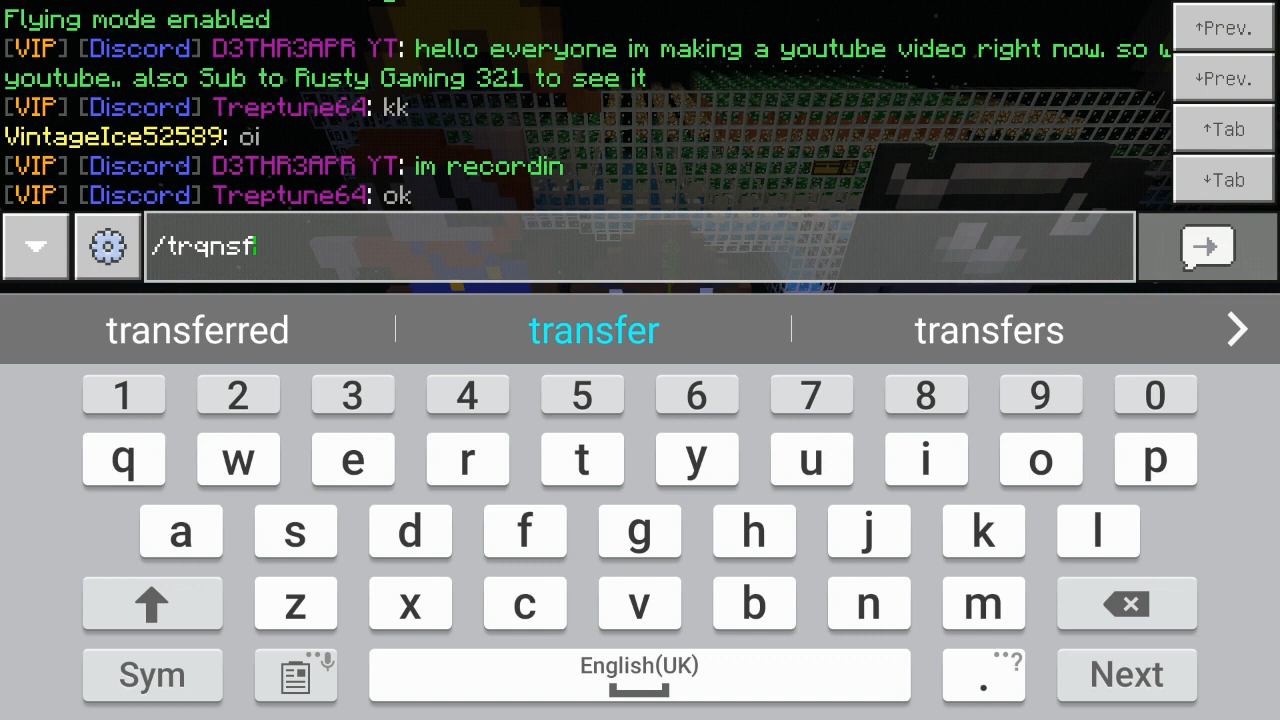 Flying mode enabled
[VIP] [Discord] D3THR3APR YT: hello everyone im making a youtube video right now. so w
youtube.. also Sub to Rusty Gaming 321 to see it
[VIP] [Discord] Treptune64: kk
VintageIce52589: oi
[VIP] [Discord] D3THR3APR YT: im recordin
[VIP] [Discord] Treptune64: ok
↑Prev.
↓Prev.
↑Tab
↓Tab
/trqnsf
transferred transfer transfers
1 2 3 4 5 6 7 8 9 0
q w e r t y u i o p
a s d f g h j k l
z x c v b n m
Sym English(UK) . ? Next